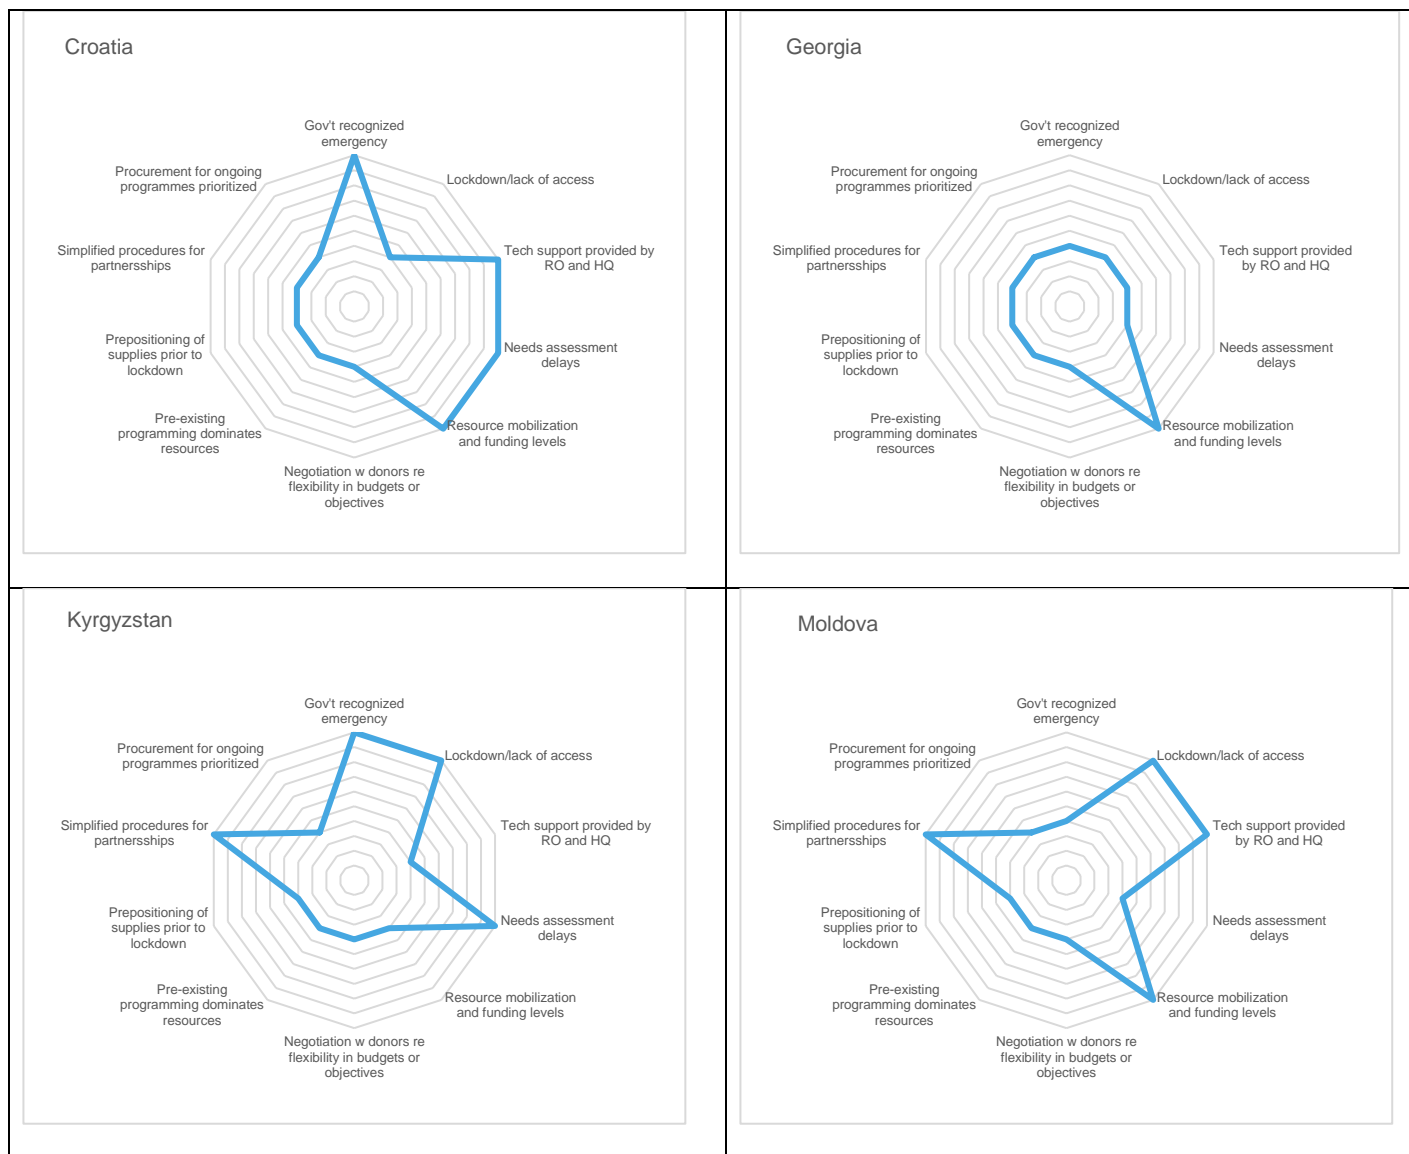 Croatia
Gov't recognized
emergency
Lockdown/lack of access
Tech support provided by
RO and HQ
Needs assessment
delays
Resource mobilization
and funding levels
Negotiation w donors re
flexibility in budgets or
objectives
Pre-existing
programming dominates
resources
Prepositioning of
supplies prior to
lockdown
Simplified procedures for
partnersships
Procurement for ongoing
programmes prioritized
Georgia
Gov't recognized
emergency
Lockdown/lack of access
Tech support provided
by RO and HQ
Needs assessment
delays
Resource mobilization
and funding levels
Negotiation w donors re
flexibility in budgets or
objectives
Pre-existing
programming dominates
resources
Prepositioning of
supplies prior to
lockdown
Simplified procedures for
partnersships
Procurement for ongoing
programmes prioritized
Kyrgyzstan
Gov't recognized
emergency
Lockdown/lack of access
Tech support provided by
RO and HQ
Needs assessment
delays
Resource mobilization
and funding levels
Negotiation w donors re
flexibility in budgets or
objectives
Pre-existing
programming dominates
resources
Prepositioning of
supplies prior to
lockdown
Simplified procedures for
partnersships
Procurement for ongoing
programmes prioritized
Moldova
Gov't recognized
emergency
Lockdown/lack of access
Tech support provided
by RO and HQ
Needs assessment
delays
Resource mobilization
and funding levels
Negotiation w donors re
flexibility in budgets or
objectives
Pre-existing
programming dominates
resources
Prepositioning of
supplies prior to
lockdown
Simplified procedures for
partnersships
Procurement for ongoing
programmes prioritized